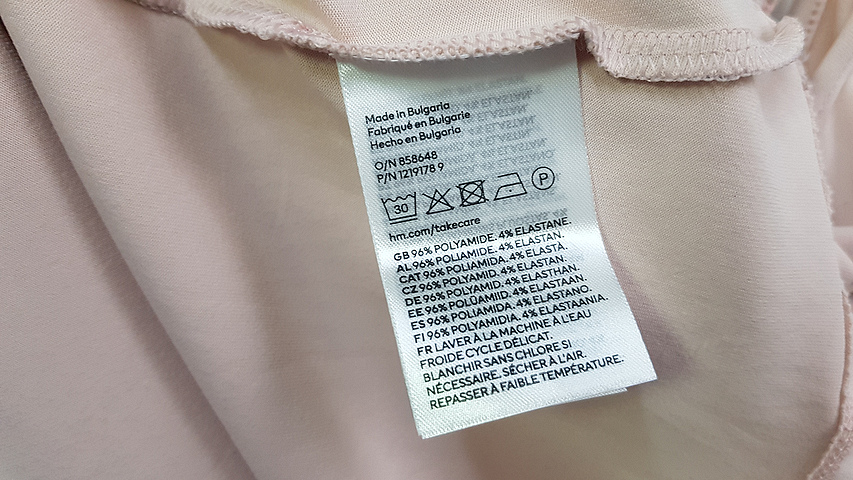 Made in Bulgaria
Fabriqué en Bulgarie
Hecho en Bulgaria
O/N 858648
P/N 1219178 9
30
P
hm.com/takecare
GB 96% POLYAMIDE. 4% ELASTANE.
AL 96% POLIAMIDE. 4% ELASTAN.
CAT 96% POLIAMIDA. 4% ELASTÀ.
CZ 96% POLYAMID. 4% ELASTAN.
DE 96% POLYAMID. 4% ELASTHAN.
EE 96% POLÜAMIID. 4% ELASTAAN.
ES 96% POLIAMIDA. 4% ELASTANO.
FI 96% POLYAMIDIA. 4% ELASTAANIA.
FR LAVER À LA MACHINE À L'EAU
FROIDE CYCLE DÉLICAT.
BLANCHIR SANS CHLORE SI
NÉCESSAIRE. SÉCHER À L'AIR.
REPASSER À FAIBLE TEMPÉRATURE.